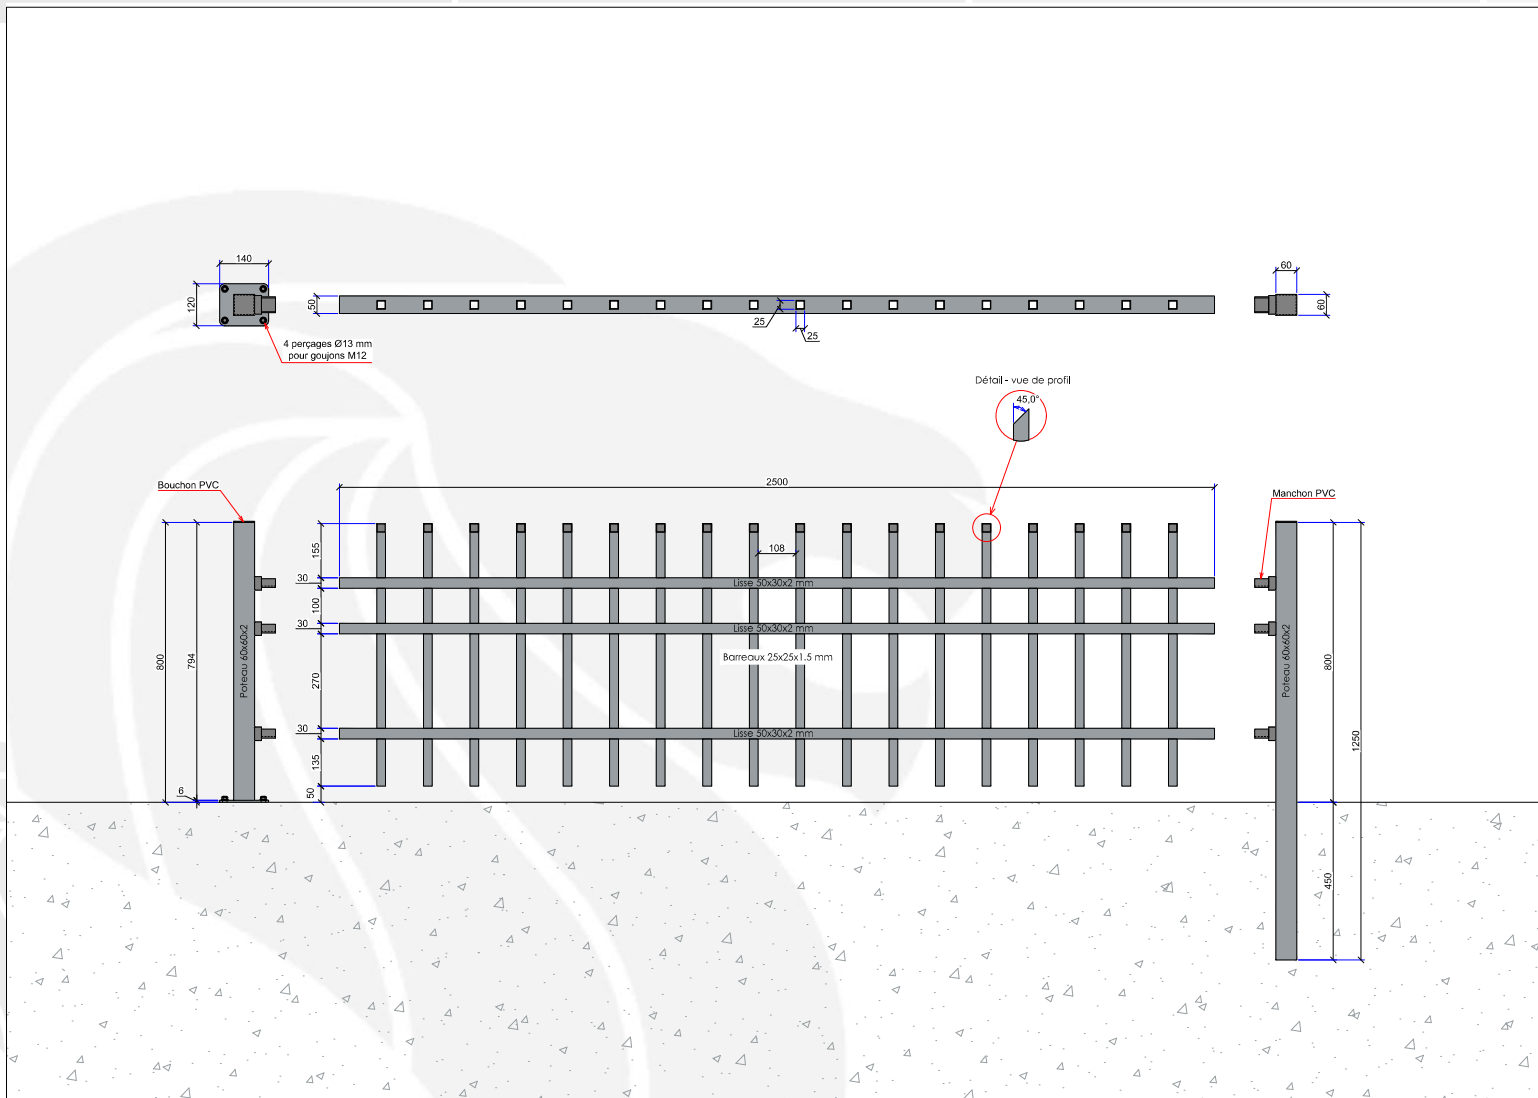 140
120
4 perçages Ø13 mm
pour goujons M12
50
25
25
60
60
Détail - vue de profil
45,0°
Bouchon PVC
2500
Manchon PVC
155
108
30
Lisse 50x30x2 mm
100
30
Lisse 50x30x2 mm
Barreaux 25x25x1.5 mm
270
30
Lisse 50x30x2 mm
135
50
800
794
Poteau 60x60x2
6
Poteau 60x60x2
800
1250
450